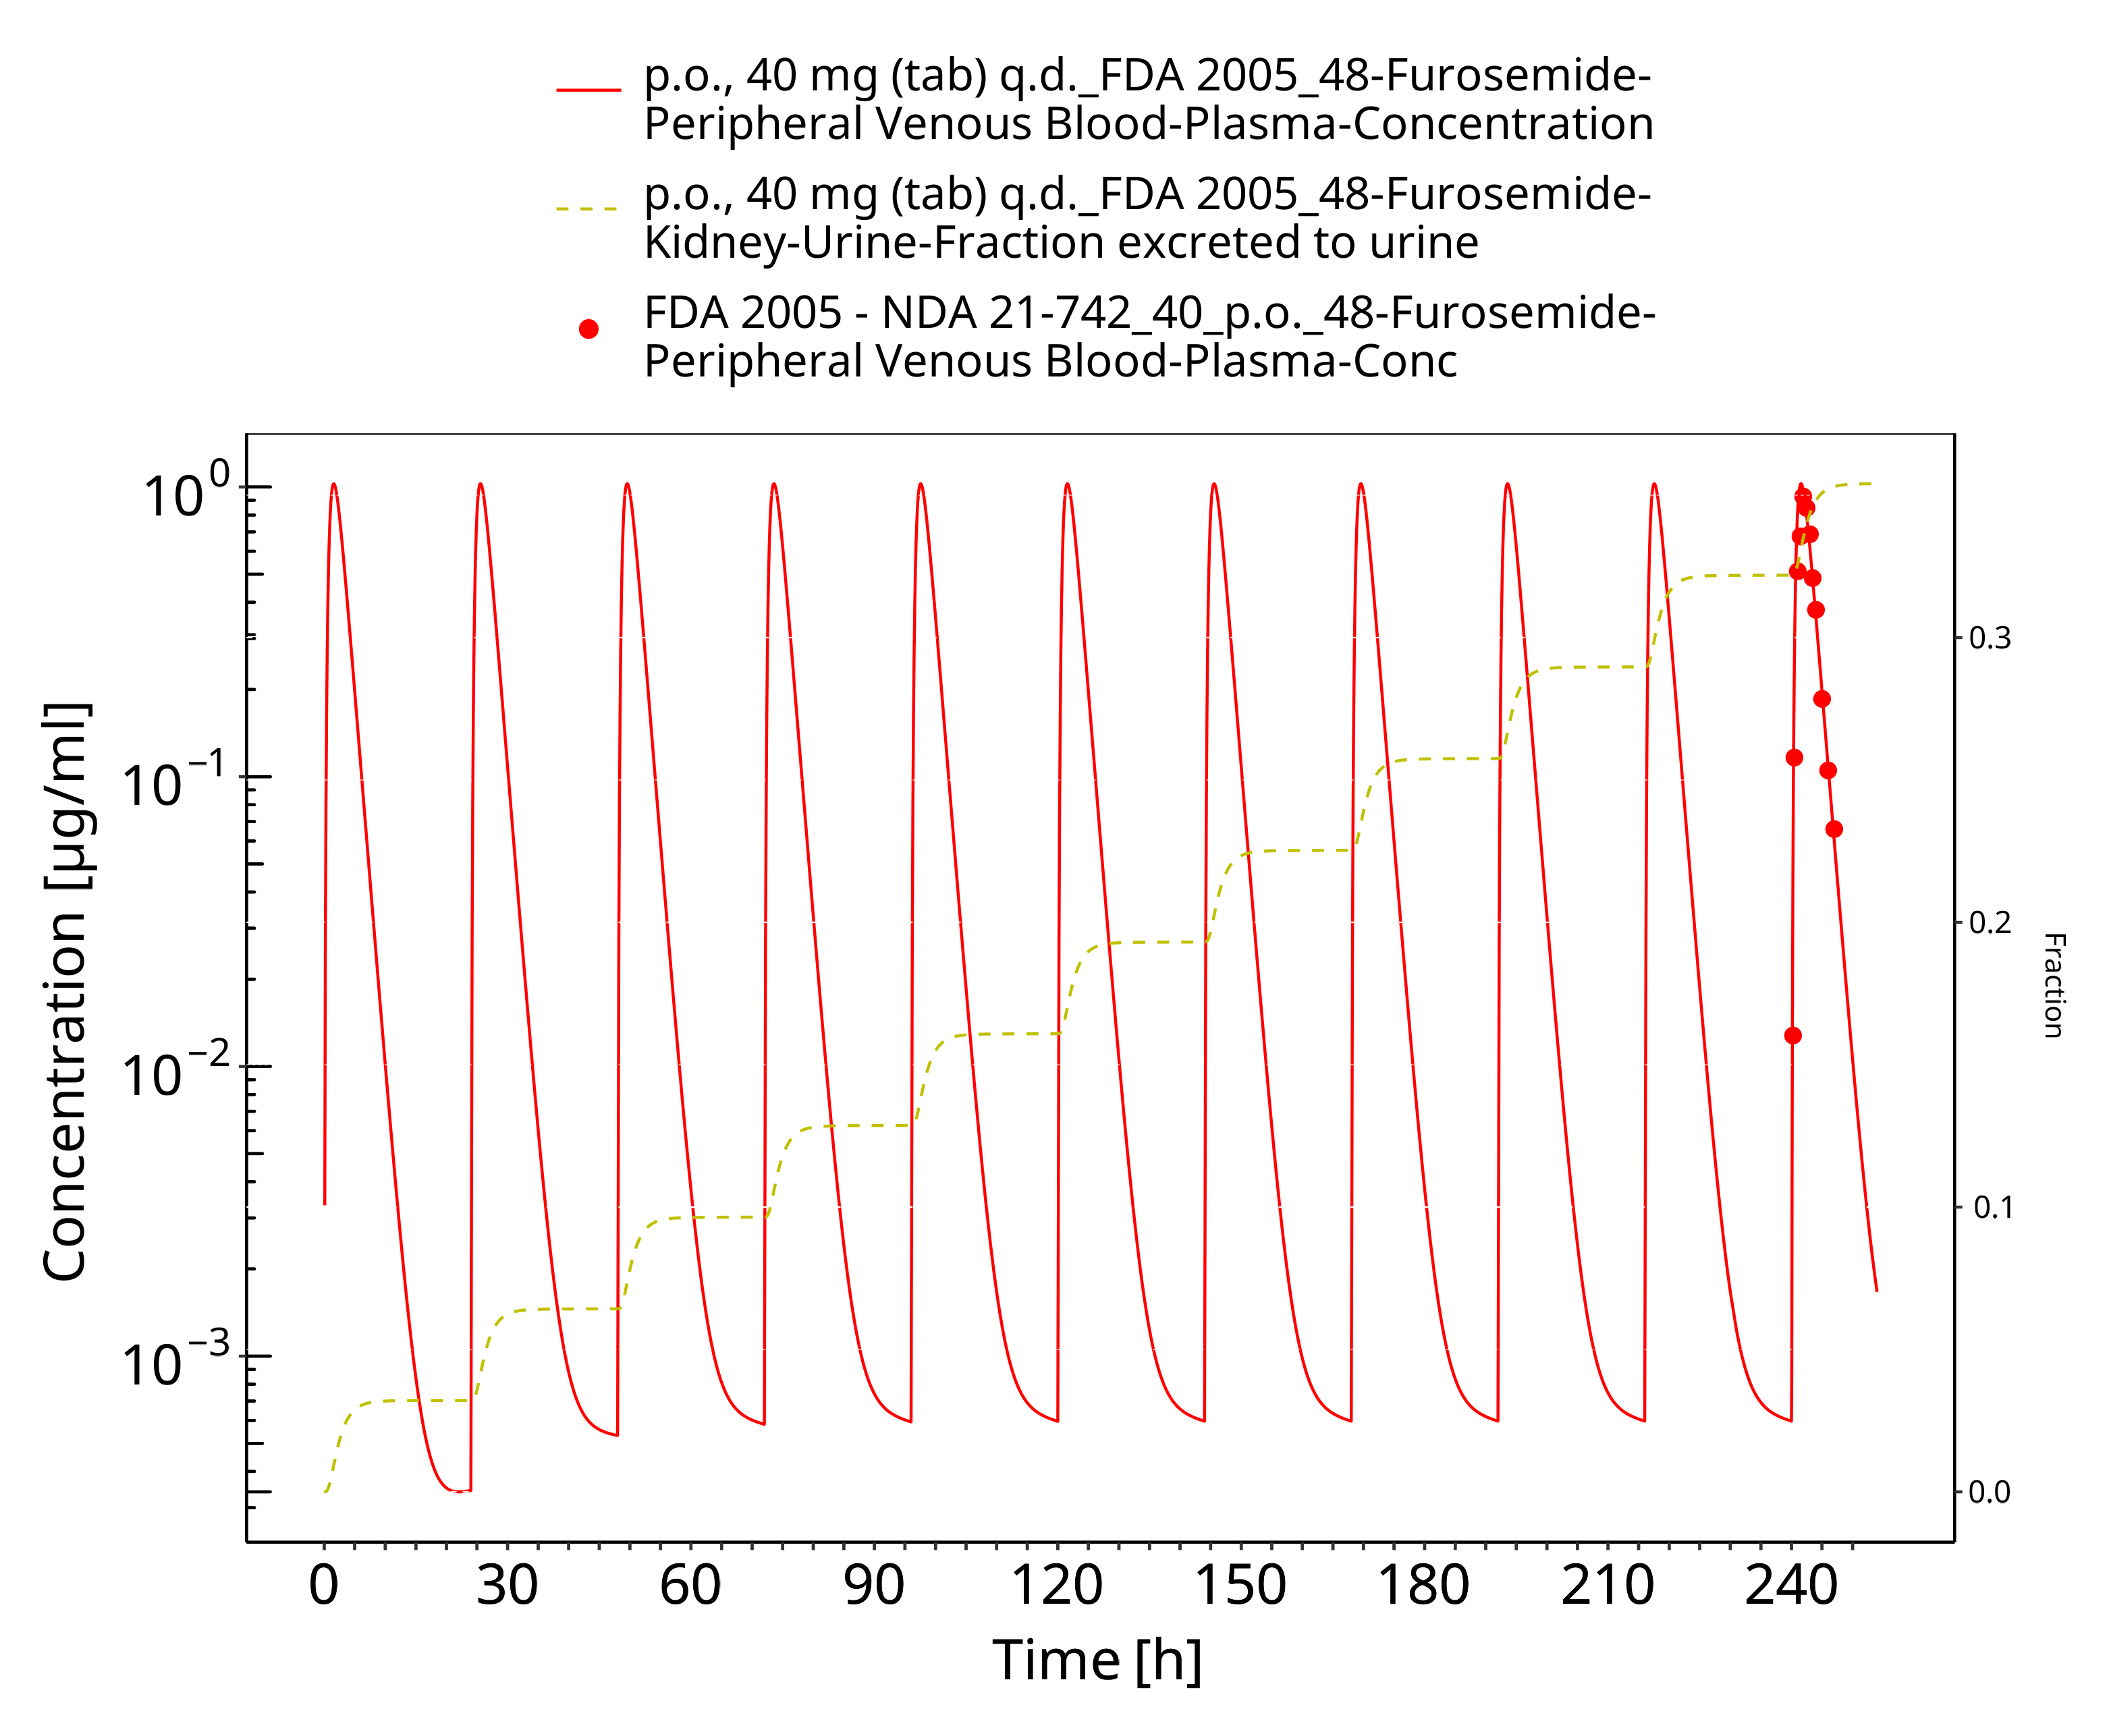 p.o., 40 mg (tab) q.d._FDA 2005_48-Furosemide-
Peripheral Venous Blood-Plasma-Concentration
p.o., 40 mg (tab) q.d._FDA 2005_48-Furosemide-
Kidney-Urine-Fraction excreted to urine
FDA 2005 - NDA 21-742_40_p.o._48-Furosemide-
Peripheral Venous Blood-Plasma-Conc
Concentration [µg/ml]
10^0
10^−1
10^−2
10^−3
0.3
0.2
0.1
0.0
Fraction
0 30 60 90 120 150 180 210 240
Time [h]